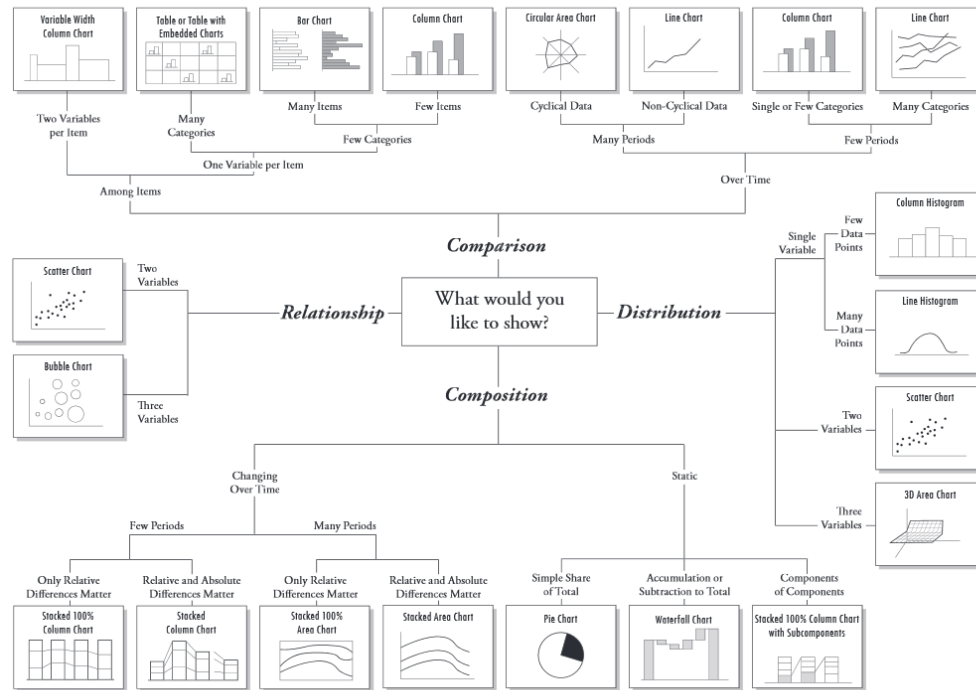 Variable Width
Column Chart
Table or Table with
Embedded Charts
Bar Chart
Column Chart
Circular Area Chart
Line Chart
Column Chart
Line Chart
Two Variables
per Item
Many
Categories
Many Items
Few Items
Cyclical Data
Non-Cyclical Data
Single or Few Categories
Many Categories
Few Categories
Many Periods
Few Periods
One Variable per Item
Among Items
Over Time
Comparison
What would you
like to show?
Relationship
Two
Variables
Scatter Chart
Three
Variables
Bubble Chart
Distribution
Single
Variable
Few
Data
Points
Column Histogram
Many
Data
Points
Line Histogram
Two
Variables
Scatter Chart
Three
Variables
3D Area Chart
Composition
Changing
Over Time
Static
Few Periods
Many Periods
Only Relative
Differences Matter
Relative and Absolute
Differences Matter
Only Relative
Differences Matter
Relative and Absolute
Differences Matter
Simple Share
of Total
Accumulation or
Subtraction to Total
Components
of Components
Stacked 100%
Column Chart
Stacked
Column Chart
Stacked 100%
Area Chart
Stacked Area Chart
Pie Chart
Waterfall Chart
Stacked 100% Column Chart
with Subcomponents